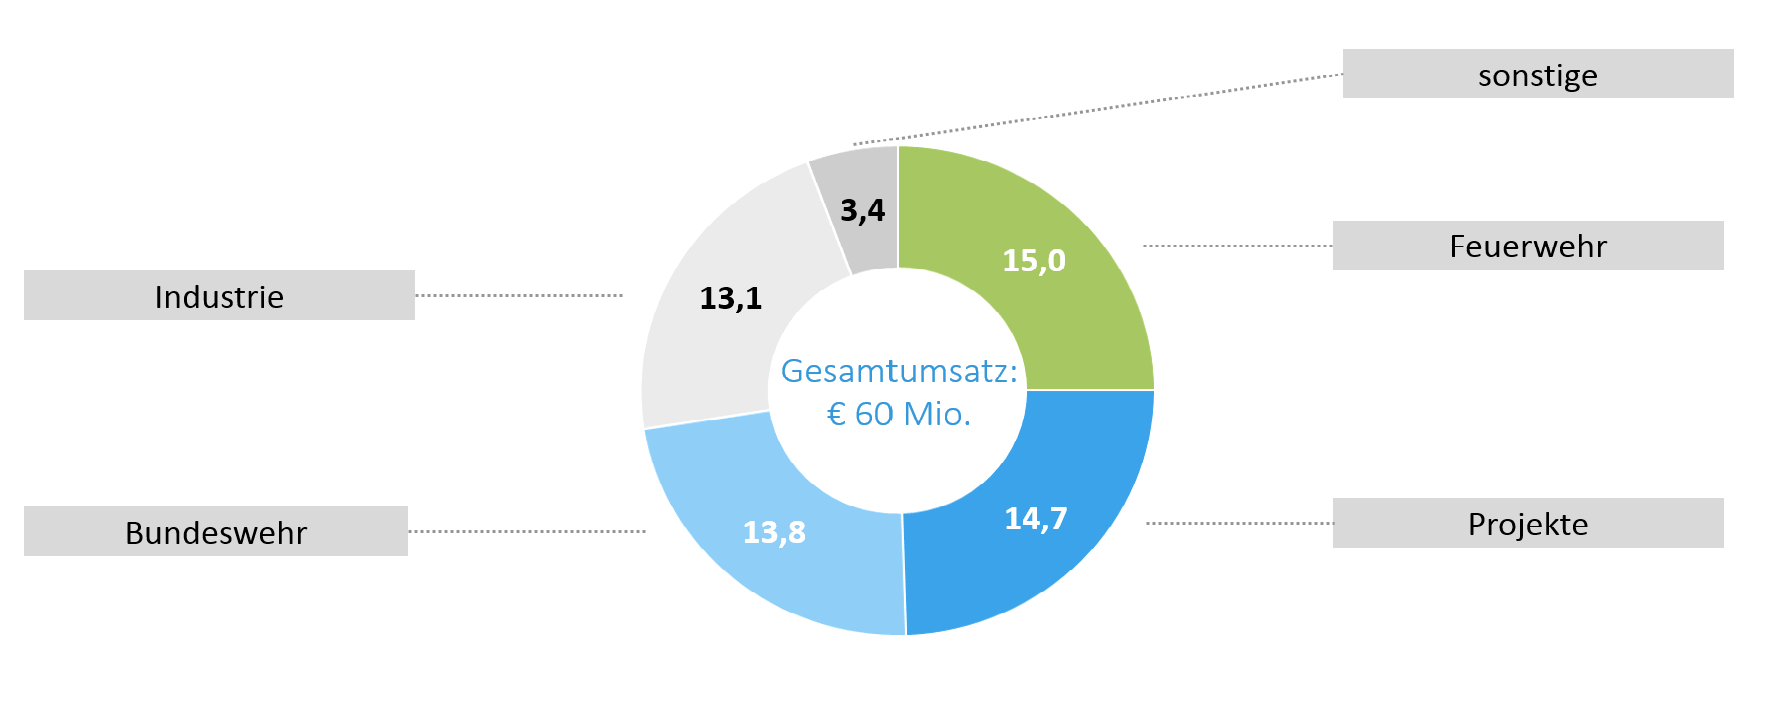 sonstige
3,4
Feuerwehr
15,0
Industrie
13,1
Gesamtumsatz:
€ 60 Mio.
Bundeswehr
13,8
14,7
Projekte